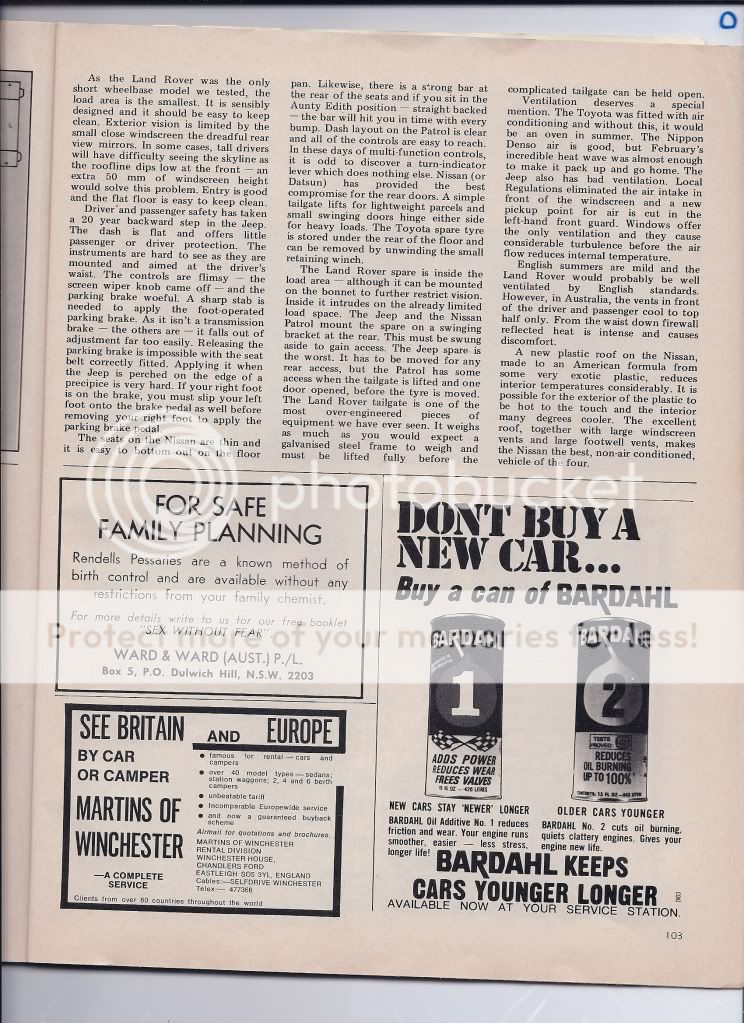 O
As the Land Rover was the only
short wheelbase model we tested, the
load area is the smallest. It is sensibly
designed and it should be easy to keep
clean. Exterior vision is limited by the
small close windscreen the dreadful rear
view mirrors. In some cases, tall drivers
will have difficulty seeing the skyline as
the roofline dips low at the front — an
extra 50 mm of windscreen height
would solve this problem. Entry is good
and the flat floor is easy to keep clean.
Driver and passenger safety has taken
a 20 year backward step in the Jeep.
The dash is flat and offers little
passenger or driver protection. The
instruments are hard to see as they are
mounted and aimed at the driver's
waist. The controls are flimsy — the
screen wiper knob came off — and the
parking brake woeful. A sharp stab is
needed to apply the foot-operated
parking brake. As it isn't a transmission
brake — the others are — it falls out of
adjustment far too easily. Releasing the
parking brake is impossible with the seat
belt correctly fitted. Applying it when
the Jeep is perched on the edge of a
precipice is very hard. If your right foot
is on the brake, you must slip your left
foot onto the brake pedal as well before
removing your right foot to apply the
parking brake pedal.
The seats on the Nissan are thin and
it is easy to bottom out on the floor
pan. Likewise, there is a strong bar at
the rear of the seats and if you sit in the
Aunty Edith position — straight backed
— the bar will hit you in time with every
bump. Dash layout on the Patrol is clear
and all of the controls are easy to reach.
In these days of multi-function controls,
it is odd to discover a turn-indicator
lever which does nothing else. Nissan (or
Datsun) has provided the best
compromise for the rear doors. A simple
tailgate lifts for lightweight parcels and
small swinging doors hinge either side
for heavy loads. The Toyota spare tyre
is stored under the rear of the floor and
can be removed by unwinding the small
retaining winch.
The Land Rover spare is inside the
load area — although it can be mounted
on the bonnet to further restrict vision.
Inside it intrudes on the already limited
load space. The Jeep and the Nissan
Patrol mount the spare on a swinging
bracket at the rear. This must be swung
aside to gain access. The Jeep spare is
the worst. It has to be moved for any
rear access, but the Patrol has some
access when the tailgate is lifted and one
door opened, before the tyre is moved.
The Land Rover tailgate is one of the
most over-engineered pieces of
equipment we have ever seen. It weighs
as much as you would expect a
galvanised steel frame to weigh and
must be lifted fully before the
complicated tailgate can be held open.
Ventilation deserves a special
mention. The Toyota was fitted with air
conditioning and without this, it would
be an oven in summer. The Nippon
Denso air is good, but February's
incredible heat wave was almost enough
to make it pack up and go home. The
Jeep also has bad ventilation. Local
Regulations eliminated the air intake in
front of the windscreen and a new
pickup point for air is cut in the
left-hand front guard. Windows offer
the only ventilation and they cause
considerable turbulence before the air
flow reduces internal temperature.
English summers are mild and the
Land Rover would probably be well
ventilated by English standards.
However, in Australia, the vents in front
of the driver and passenger cool to top
half only. From the waist down firewall
reflected heat is intense and causes
discomfort.
A new plastic roof on the Nissan,
made to an American formula from
some very exotic plastic, reduces
interior temperatures considerably. It is
possible for the exterior of the plastic to
be hot to the touch and the interior
many degrees cooler. The excellent
roof, together with large windscreen
vents and large footwell vents, makes
the Nissan the best, non-air conditioned,
vehicle of the four.
FOR SAFE
FAMILY PLANNING
Rendells Pessaries are a known method of
birth control and are available without any
restrictions from your family chemist.
For more details write to us for our free booklet
"SEX WITHOUT FEAR"
WARD & WARD (AUST.) P./L.
Box 5, P.O. Dulwich Hill, N.S.W. 2203
SEE BRITAIN AND EUROPE
BY CAR
OR CAMPER
MARTINS OF
WINCHESTER
—A COMPLETE
SERVICE
• famous for rental — cars and
campers
• over 40 model types — sedans;
station waggons; 2, 4 and 6 berth
campers
• unbeatable tariff
• Incomparable Europewide service
• and now a guaranteed buyback
scheme
Airmail for quotations and brochures.
MARTINS OF WINCHESTER
RENTAL DIVISION
WINCHESTER HOUSE,
CHANDLERS FORD
EASTLEIGH SO5 3YL, ENGLAND
Cables:—SELFDRIVE WINCHESTER
Telex:— 477366
Clients from over 80 countries throughout the world
DONT BUY A
NEW CAR...
Buy a can of BARDAHL
BARDAHL
1
ADDS POWER
REDUCES WEAR
FREES VALVES
BARDAHL
2
TESTS
PROVED:
REDUCES
OIL BURNING
UP TO 100%
NEW CARS STAY 'NEWER' LONGER
BARDAHL Oil Additive No. 1 reduces
friction and wear. Your engine runs
smoother, easier — less stress,
longer life!
OLDER CARS YOUNGER
BARDAHL No. 2 cuts oil burning,
quiets clattery engines. Gives your
engine new life.
BARDAHL KEEPS
CARS YOUNGER LONGER
AVAILABLE NOW AT YOUR SERVICE STATION.
103
photobucket
Protection of your memories for less!